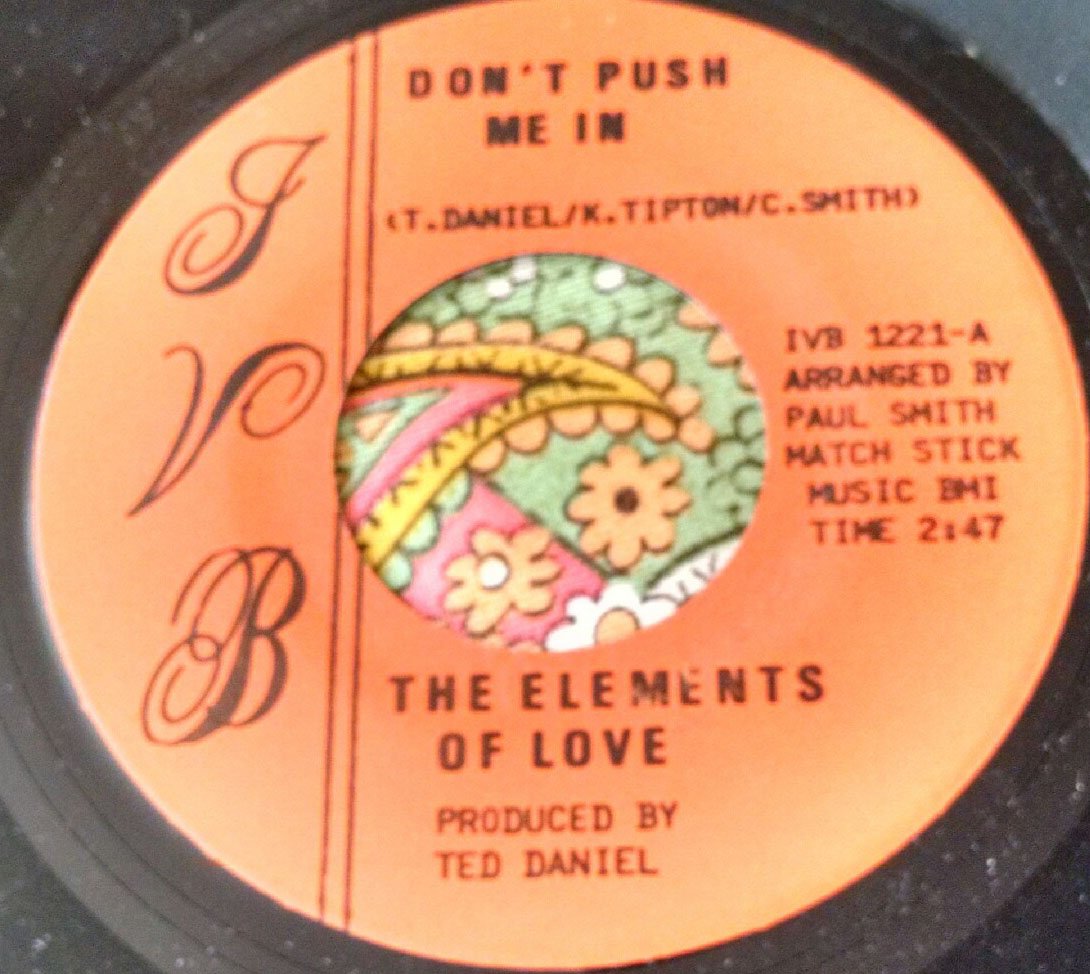 DON'T PUSH
ME IN
(T.DANIEL/K.TIPTON/C.SMITH)
I
V
B
IVB 1221-A
ARRANGED BY
PAUL SMITH
MATCH STICK
MUSIC BMI
TIME 2:47
THE ELEMENTS
OF LOVE
PRODUCED BY
TED DANIEL